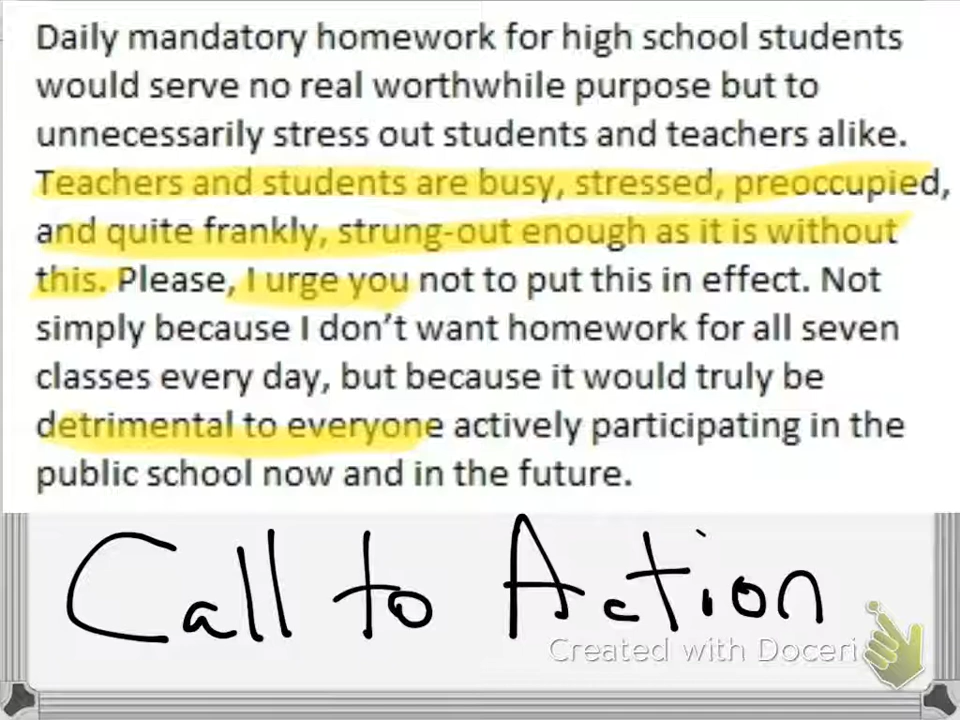 Daily mandatory homework for high school students
would serve no real worthwhile purpose but to
unnecessarily stress out students and teachers alike.
Teachers and students are busy, stressed, preoccupied,
and quite frankly, strung-out enough as it is without
this. Please, I urge you not to put this in effect. Not
simply because I don’t want homework for all seven
classes every day, but because it would truly be
detrimental to everyone actively participating in the
public school now and in the future.
Call to Action
Created with Doceri